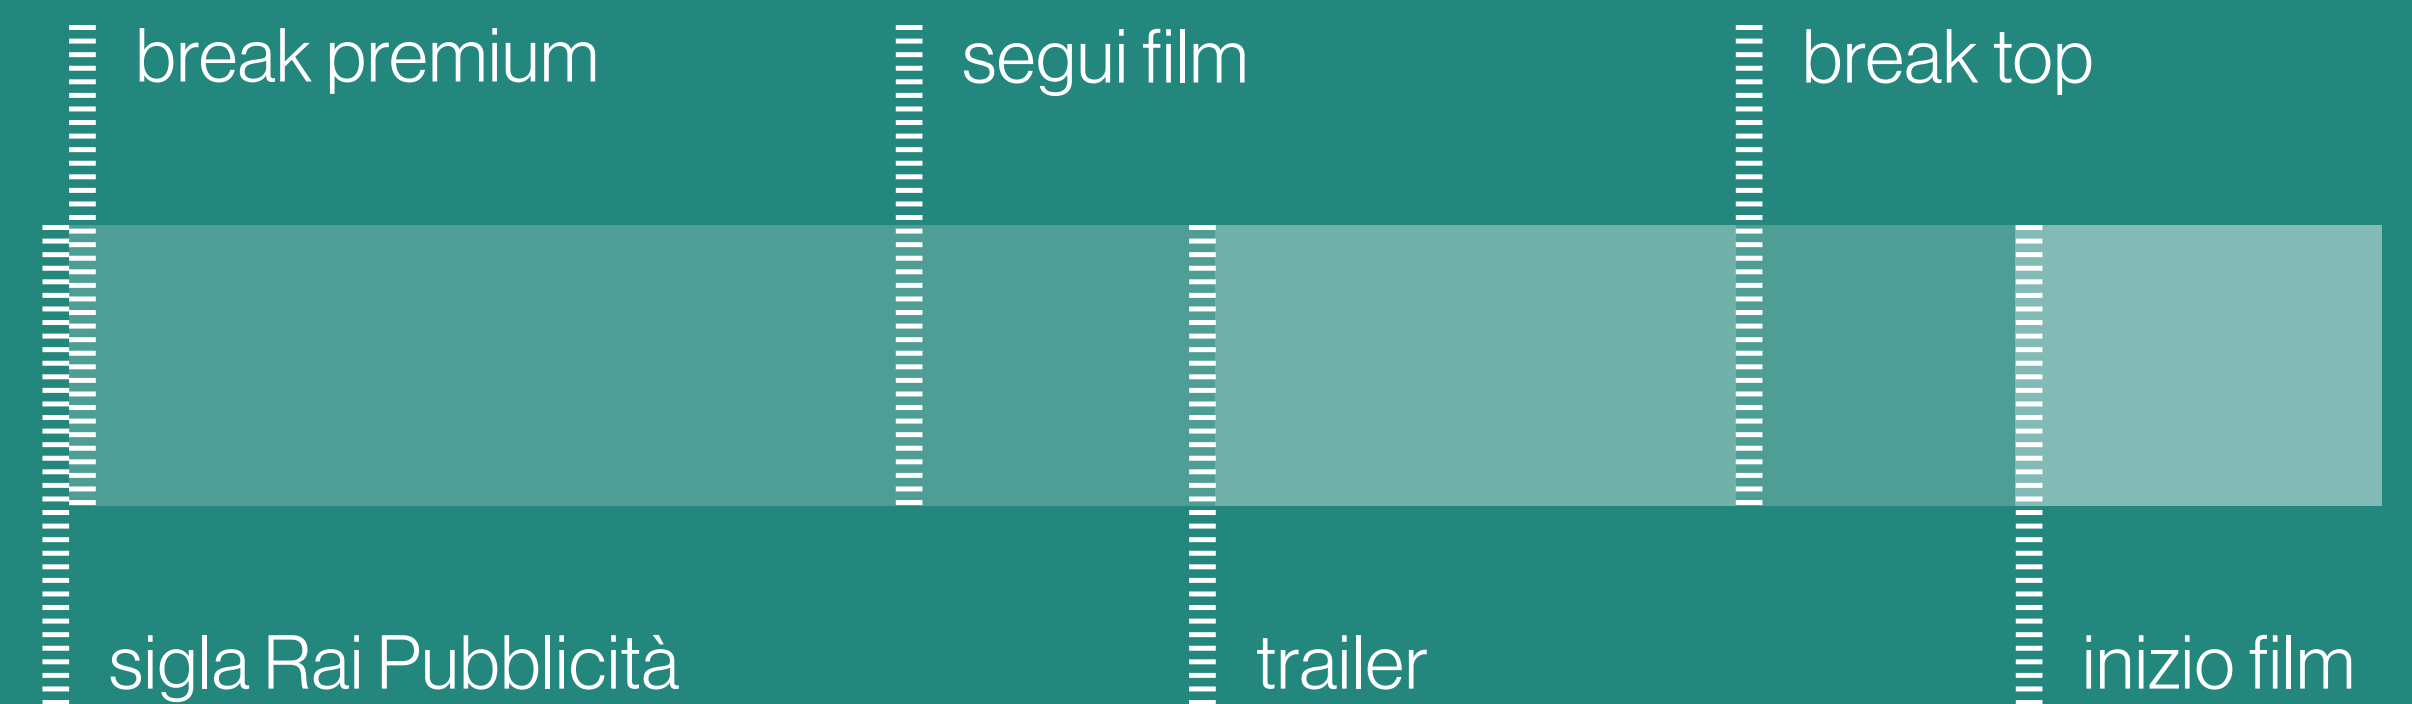 break premium
segui film
break top
sigla Rai Pubblicità
trailer
inizio film